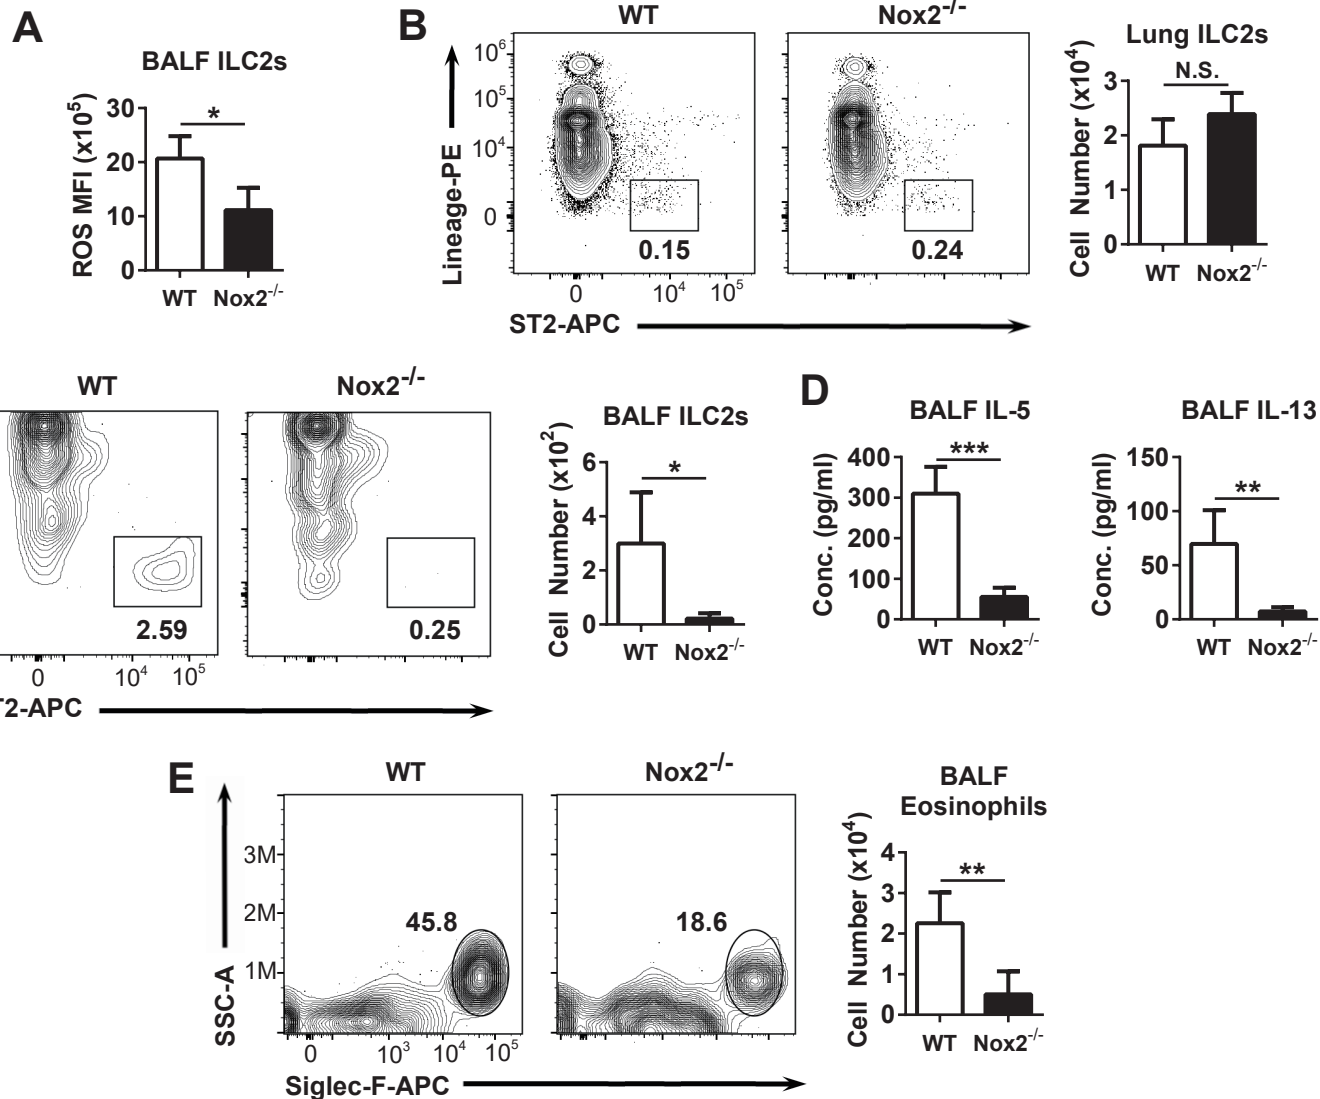 A
BALF ILC2s
ROS MFI (x10⁵)
30
20
10
0
*
WT Nox2⁻/⁻
B
WT
Nox2⁻/⁻
Lineage-PE
10⁶
10⁵
10⁴
0
0.15
0.24
0 10⁴ 10⁵
ST2-APC
Lung ILC2s
Cell Number (x10⁴)
3
2
1
0
N.S.
WT Nox2⁻/⁻
WT
Nox2⁻/⁻
2.59
0.25
0 10⁴ 10⁵
T2-APC
BALF ILC2s
Cell Number (x10²)
6
4
2
0
*
WT Nox2⁻/⁻
D
BALF IL-5
Conc. (pg/ml)
400
300
200
100
0
***
WT Nox2⁻/⁻
BALF IL-13
Conc. (pg/ml)
150
100
50
0
**
WT Nox2⁻/⁻
E
WT
Nox2⁻/⁻
SSC-A
3M
2M
1M
45.8
18.6
0 10³ 10⁴ 10⁵
Siglec-F-APC
BALF
Eosinophils
Cell Number (x10⁴)
4
3
2
1
0
**
WT Nox2⁻/⁻